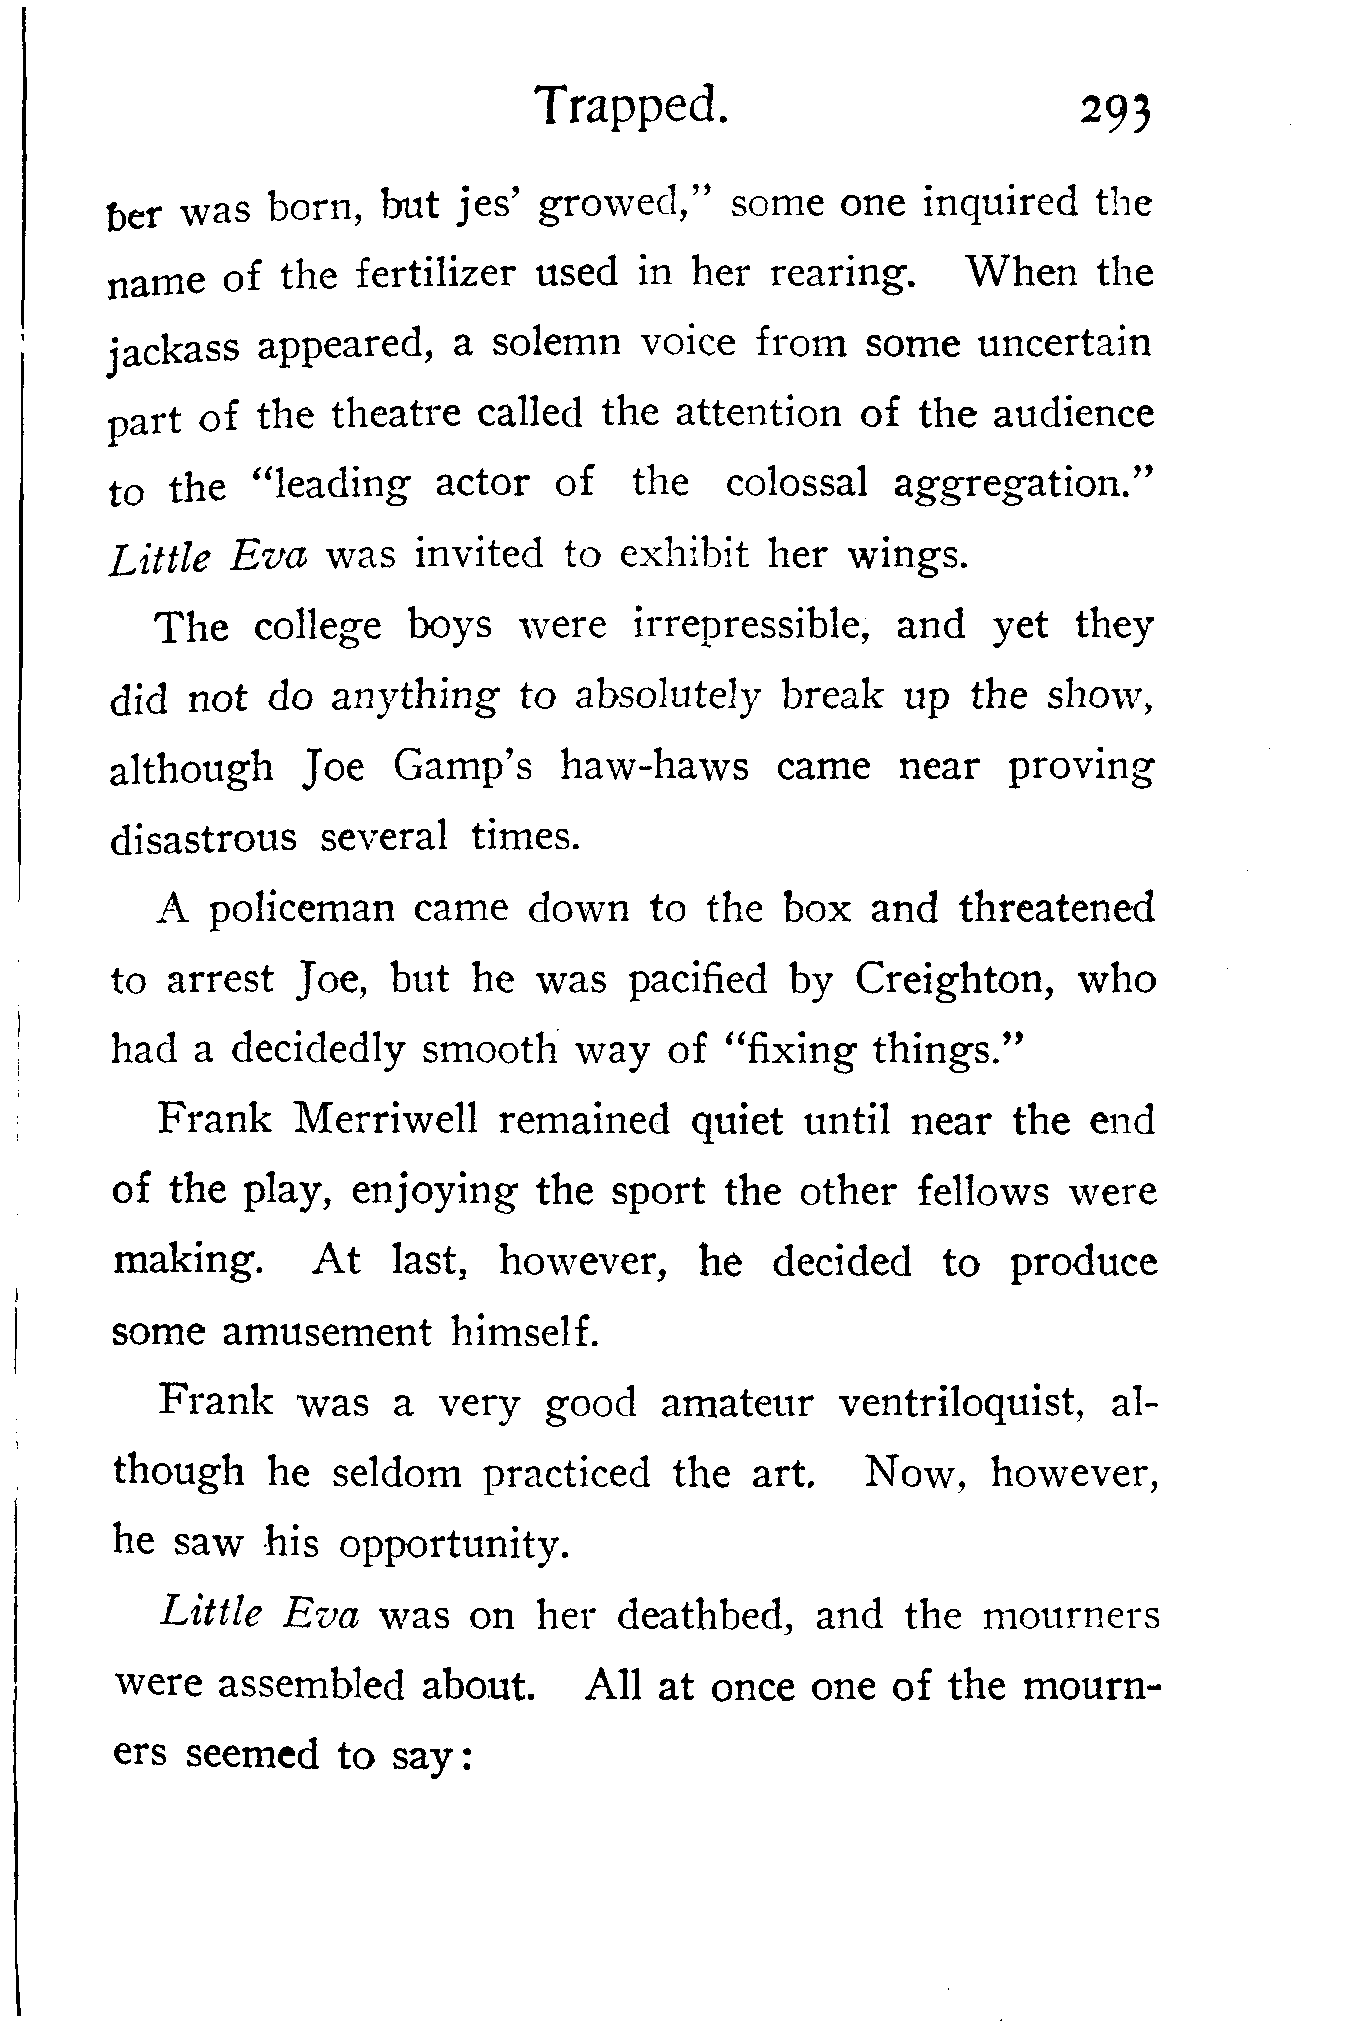 Trapped. 293
ber was born, but jes’ growed,” some one inquired the
name of the fertilizer used in her rearing. When the
jackass appeared, a solemn voice from some uncertain
part of the theatre called the attention of the audience
to the “leading actor of the colossal aggregation.”
Little Eva was invited to exhibit her wings.
The college boys were irrepressible, and yet they
did not do anything to absolutely break up the show,
although Joe Gamp’s haw-haws came near proving
disastrous several times.
A policeman came down to the box and threatened
to arrest Joe, but he was pacified by Creighton, who
had a decidedly smooth way of “fixing things.”
Frank Merriwell remained quiet until near the end
of the play, enjoying the sport the other fellows were
making. At last, however, he decided to produce
some amusement himself.
Frank was a very good amateur ventriloquist, al-
though he seldom practiced the art. Now, however,
he saw his opportunity.
Little Eva was on her deathbed, and the mourners
were assembled about. All at once one of the mourn-
ers seemed to say: